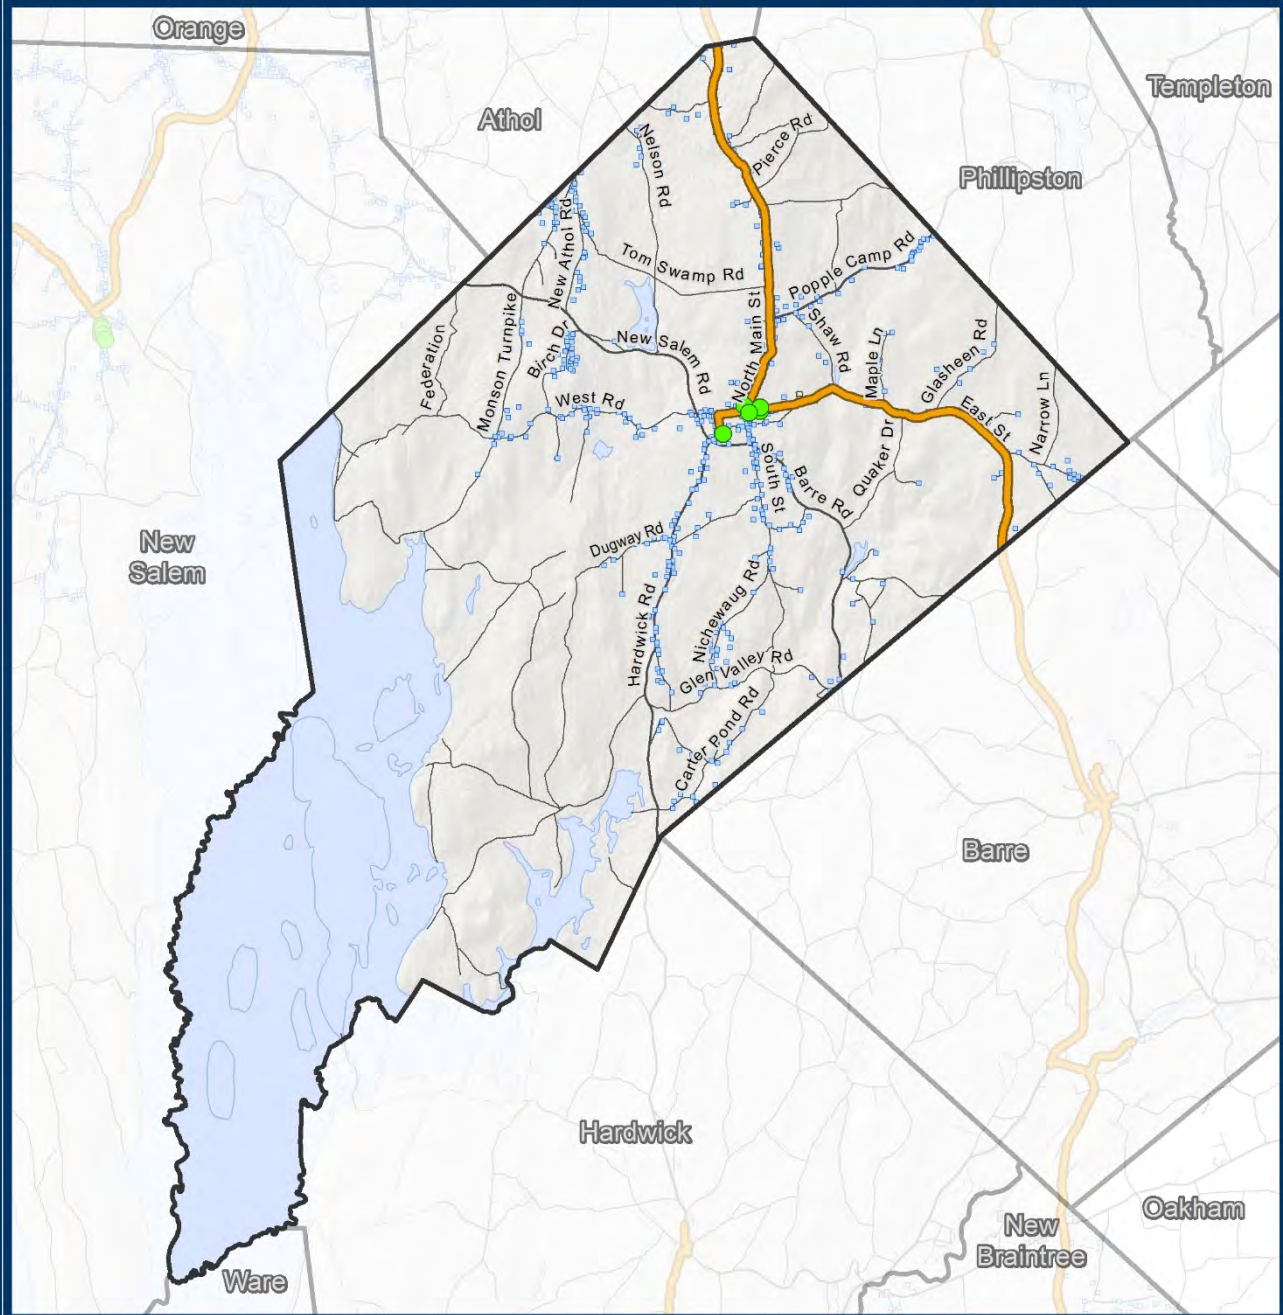 Orange
Templeton
Athol
Phillipston
Nelson Rd
Pierce Rd
New Athol Rd
Tom Swamp Rd
Popple Camp Rd
North Main St
Shaw Rd
Maple Ln
Glasheen Rd
Federation
Monson Turnpike
Birch Dr
New Salem Rd
West Rd
East St
Narrow Ln
South St
Barre Rd
Quaker Dr
Dugway Rd
New
Salem
Nichewaug Rd
Hardwick Rd
Glen Valley Rd
Carter Pond Rd
Barre
Hardwick
Oakham
New
Braintree
Ware